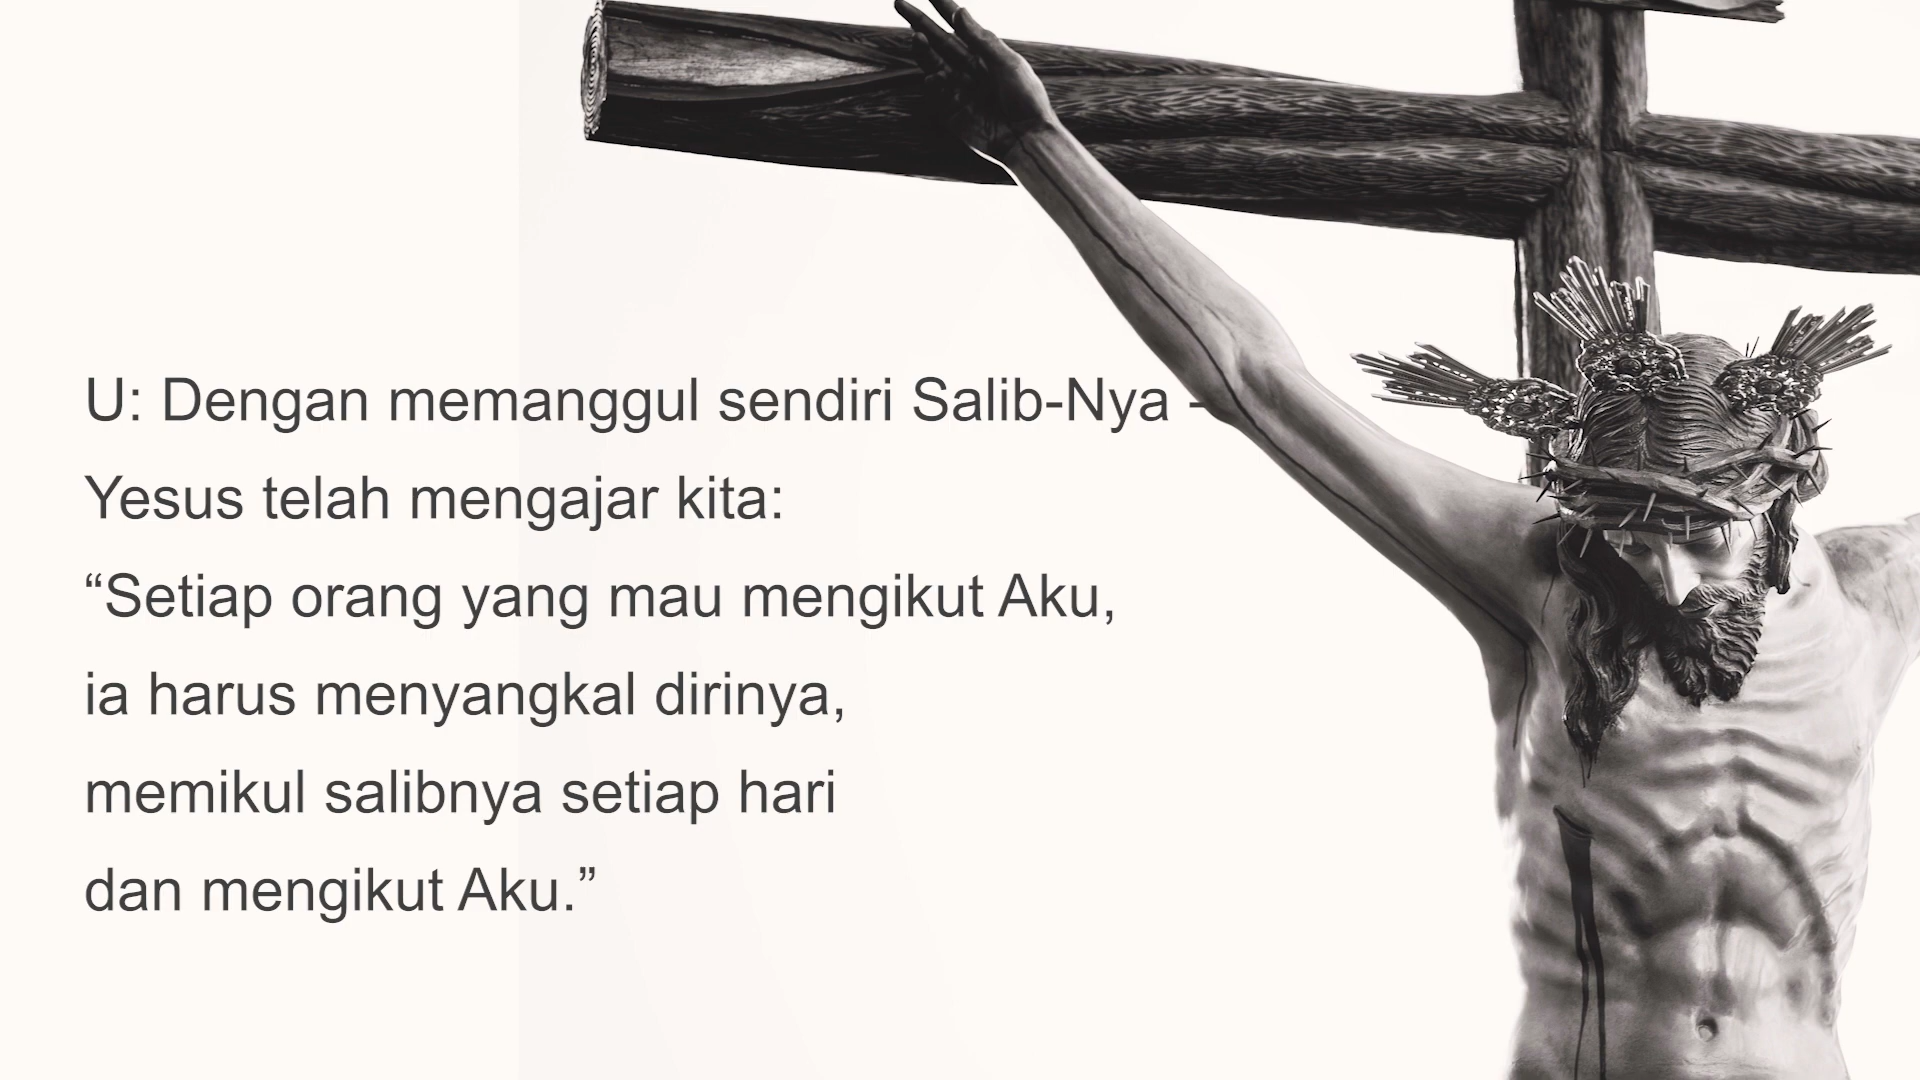 U: Dengan memanggul sendiri Salib-Nya -
Yesus telah mengajar kita:
“Setiap orang yang mau mengikut Aku,
ia harus menyangkal dirinya,
memikul salibnya setiap hari
dan mengikut Aku.”